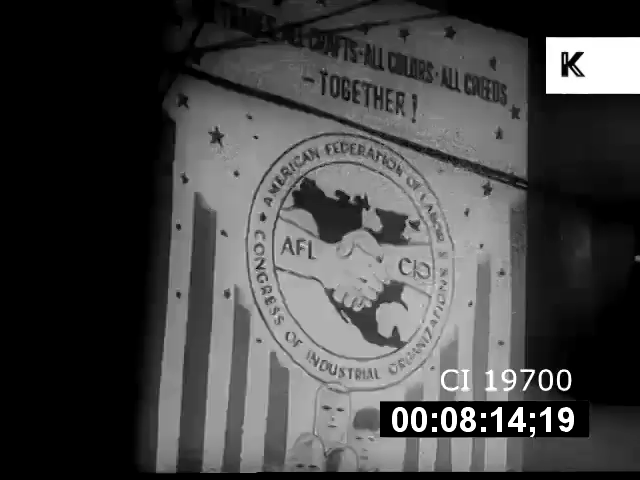 ALL CRAFTS-ALL COLORS-ALL CREEDS
-TOGETHER!
AMERICAN FEDERATION OF LABOR &
CONGRESS OF INDUSTRIAL ORGANIZATIONS
AFL
CIO
K
CI 19700
00:08:14;19